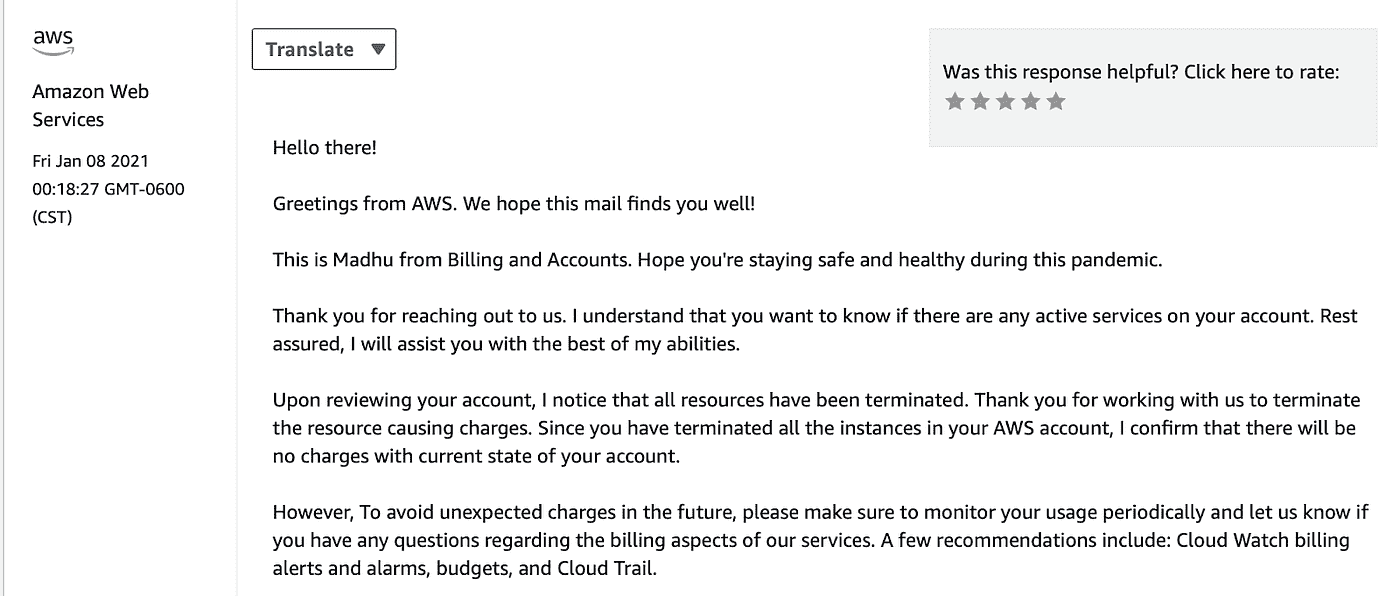 aws
Amazon Web
Services
Fri Jan 08 2021
00:18:27 GMT-0600
(CST)
Translate
Was this response helpful? Click here to rate:
Hello there!
Greetings from AWS. We hope this mail finds you well!
This is Madhu from Billing and Accounts. Hope you're staying safe and healthy during this pandemic.
Thank you for reaching out to us. I understand that you want to know if there are any active services on your account. Rest
assured, I will assist you with the best of my abilities.
Upon reviewing your account, I notice that all resources have been terminated. Thank you for working with us to terminate
the resource causing charges. Since you have terminated all the instances in your AWS account, I confirm that there will be
no charges with current state of your account.
However, To avoid unexpected charges in the future, please make sure to monitor your usage periodically and let us know if
you have any questions regarding the billing aspects of our services. A few recommendations include: Cloud Watch billing
alerts and alarms, budgets, and Cloud Trail.